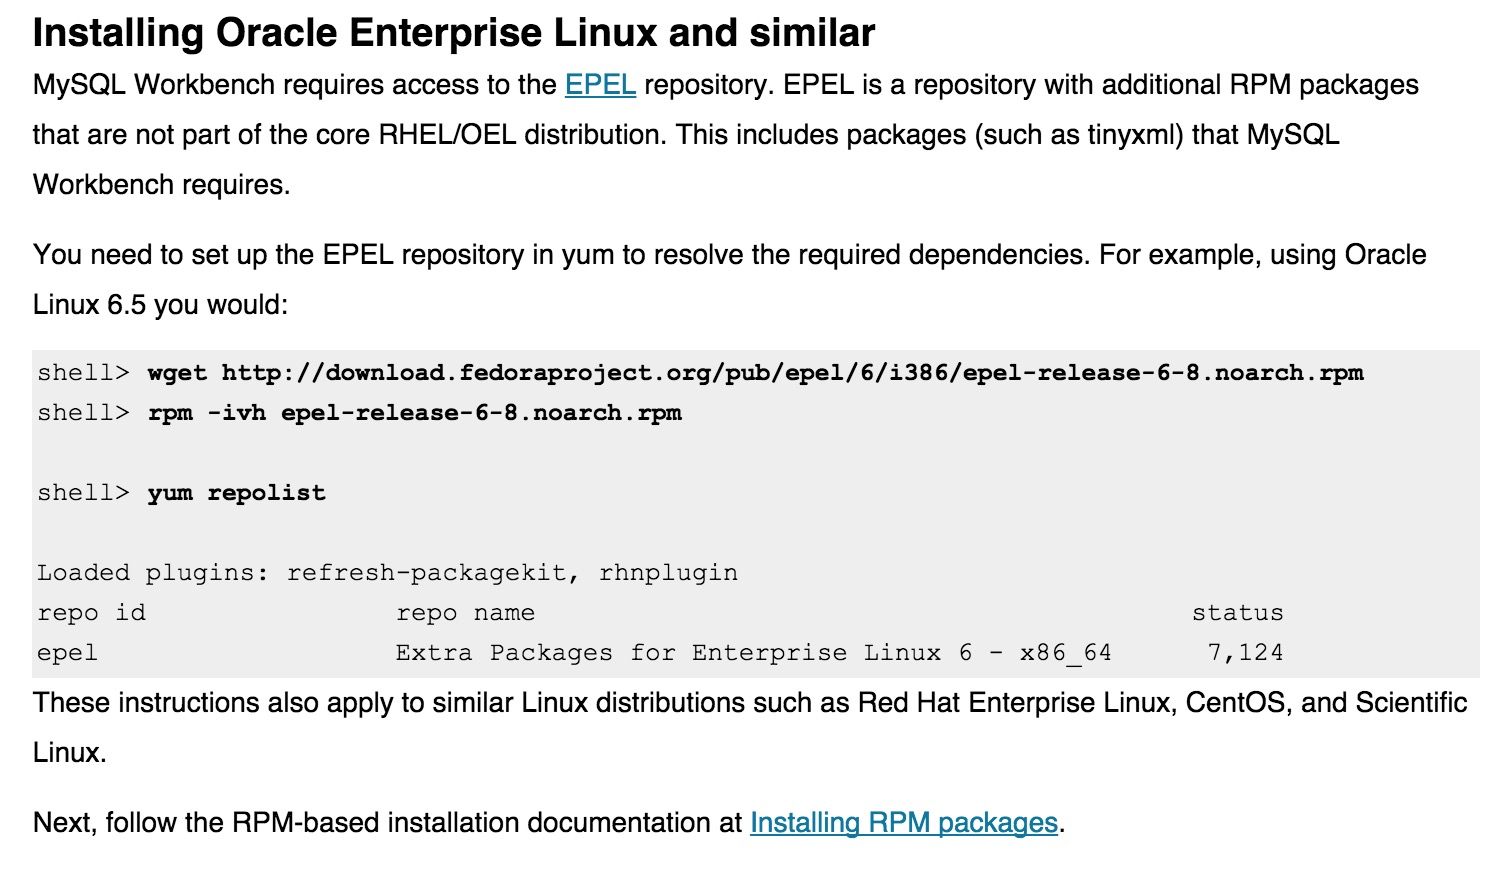 Installing Oracle Enterprise Linux and similar
MySQL Workbench requires access to the EPEL repository. EPEL is a repository with additional RPM packages
that are not part of the core RHEL/OEL distribution. This includes packages (such as tinyxml) that MySQL
Workbench requires.
You need to set up the EPEL repository in yum to resolve the required dependencies. For example, using Oracle
Linux 6.5 you would:
shell> wget http://download.fedoraproject.org/pub/epel/6/i386/epel-release-6-8.noarch.rpm
shell> rpm -ivh epel-release-6-8.noarch.rpm
shell> yum repolist
Loaded plugins: refresh-packagekit, rhnplugin
repo id repo name status
epel Extra Packages for Enterprise Linux 6 - x86_64 7,124
These instructions also apply to similar Linux distributions such as Red Hat Enterprise Linux, CentOS, and Scientific
Linux.
Next, follow the RPM-based installation documentation at Installing RPM packages.